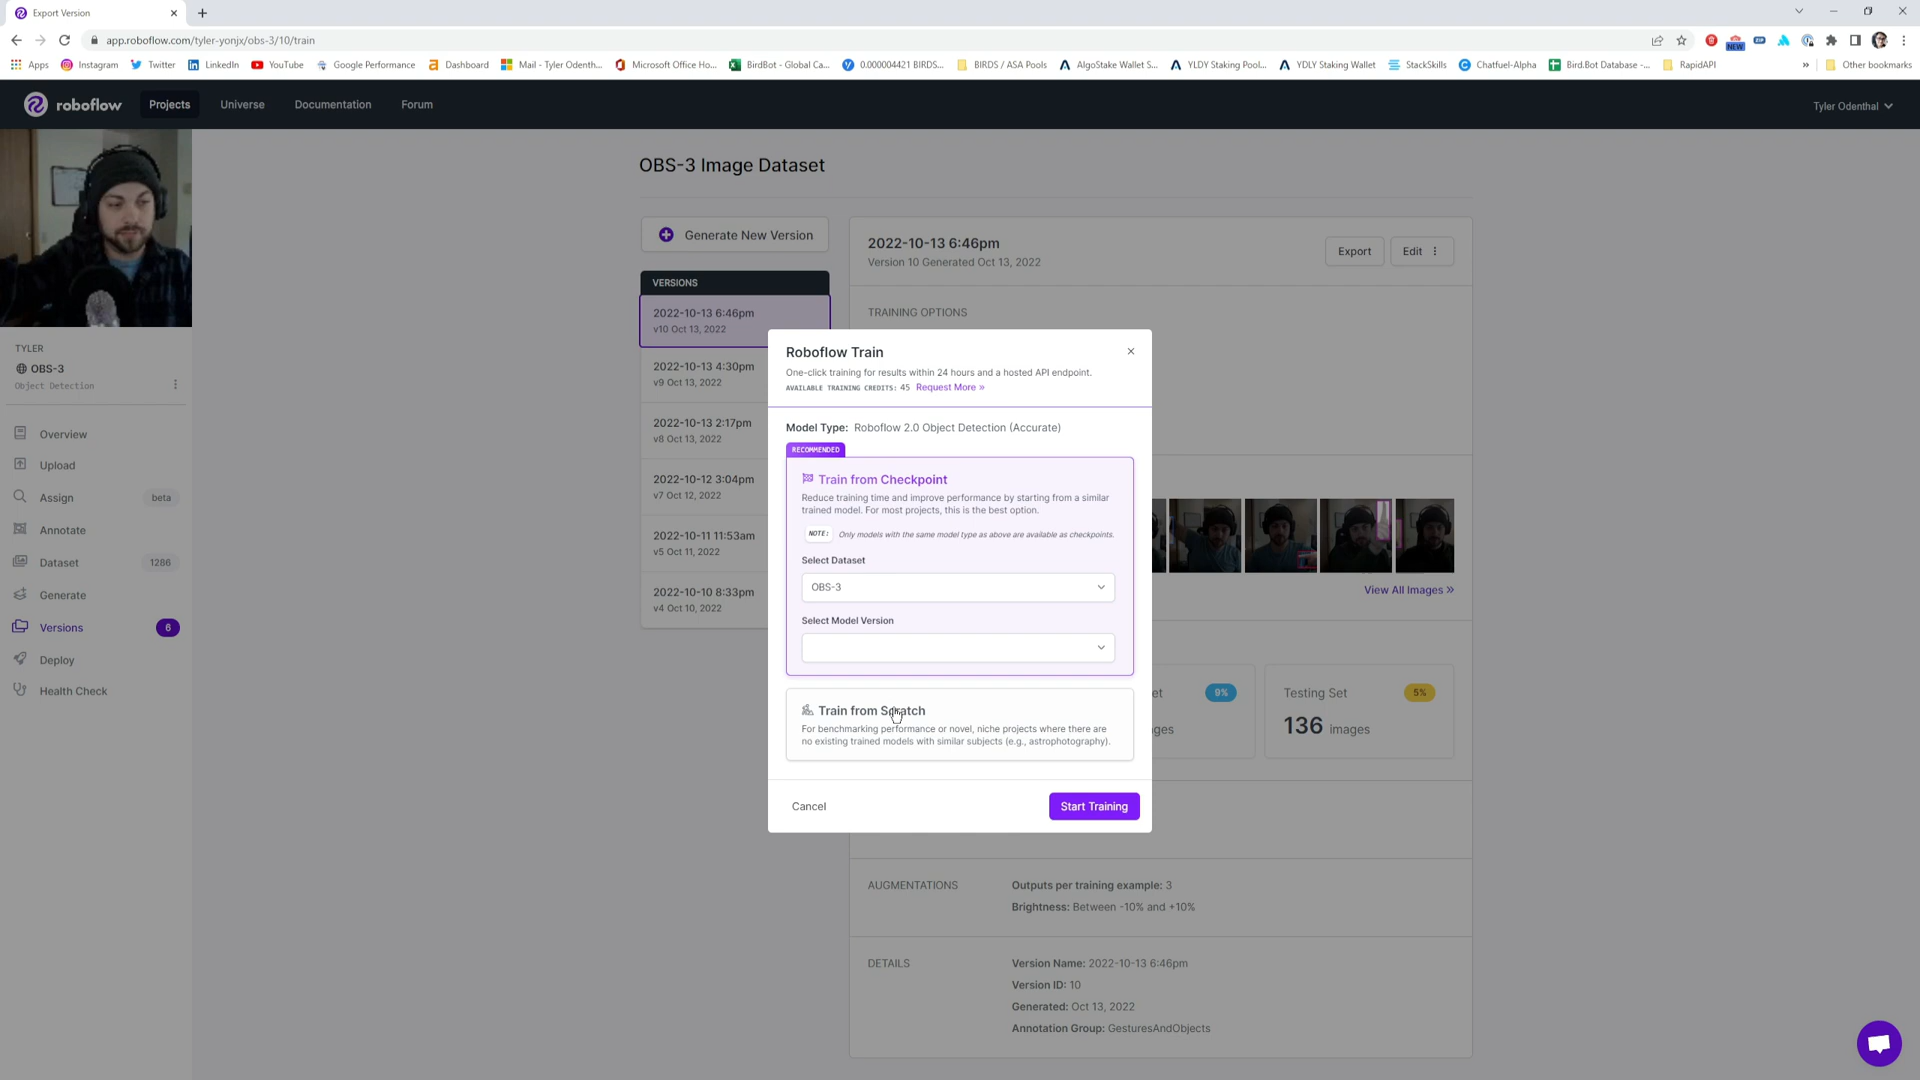 Export Version
app.roboflow.com/tyler-yonjx/obs-3/10/train
Apps
Instagram
Twitter
LinkedIn
YouTube
Google Performance
Dashboard
Mail - Tyler Odenth...
Microsoft Office Ho...
BirdBot - Global Ca...
0.000004421 BIRDS...
BIRDS / ASA Pools
AlgoStake Wallet S...
YLDY Staking Pool...
YDLY Staking Wallet
StackSkills
Chatfuel-Alpha
Bird.Bot Database -...
RapidAPI
»
Other bookmarks
NEW
roboflow
Projects
Universe
Documentation
Forum
Tyler Odenthal
TYLER
OBS-3
Object Detection
Overview
Upload
Assign beta
Annotate
Dataset 1286
Generate
Versions 6
Deploy
Health Check
OBS-3 Image Dataset
Generate New Version
VERSIONS
2022-10-13 6:46pm
v10 Oct 13, 2022
2022-10-13 4:30pm
v9 Oct 13, 2022
2022-10-13 2:17pm
v8 Oct 13, 2022
2022-10-12 3:04pm
v7 Oct 12, 2022
2022-10-11 11:53am
v5 Oct 11, 2022
2022-10-10 8:33pm
v4 Oct 10, 2022
2022-10-13 6:46pm
Version 10 Generated Oct 13, 2022
Export
Edit
TRAINING OPTIONS
Roboflow Train
One-click training for results within 24 hours and a hosted API endpoint.
AVAILABLE TRAINING CREDITS: 45 Request More »
Model Type: Roboflow 2.0 Object Detection (Accurate)
RECOMMENDED
Train from Checkpoint
Reduce training time and improve performance by starting from a similar
trained model. For most projects, this is the best option.
NOTE: Only models with the same model type as above are available as checkpoints.
Select Dataset
OBS-3
Select Model Version
Train from Scratch
For benchmarking performance or novel, niche projects where there are
no existing trained models with similar subjects (e.g., astrophotography).
Cancel
Start Training
View All Images »
et 9%
ges
Testing Set 5%
136 images
AUGMENTATIONS
Outputs per training example: 3
Brightness: Between -10% and +10%
DETAILS
Version Name: 2022-10-13 6:46pm
Version ID: 10
Generated: Oct 13, 2022
Annotation Group: GesturesAndObjects